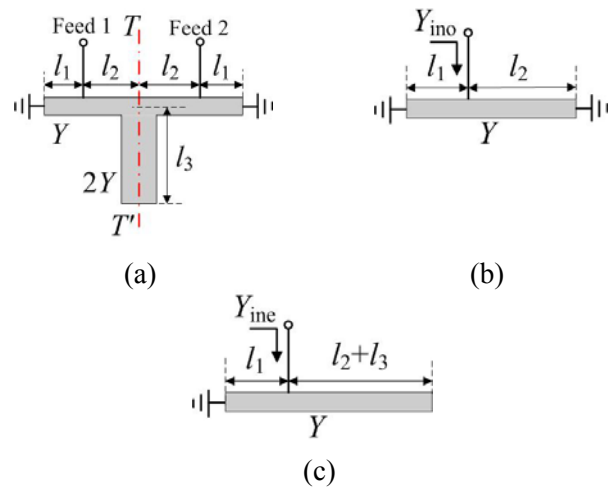 Feed 1 T Feed 2
l1 l2 l2 l1
Y
l3
2Y
T'
(a)
Yino
l1 l2
Y
(b)
Yine
l1 l2+l3
Y
(c)